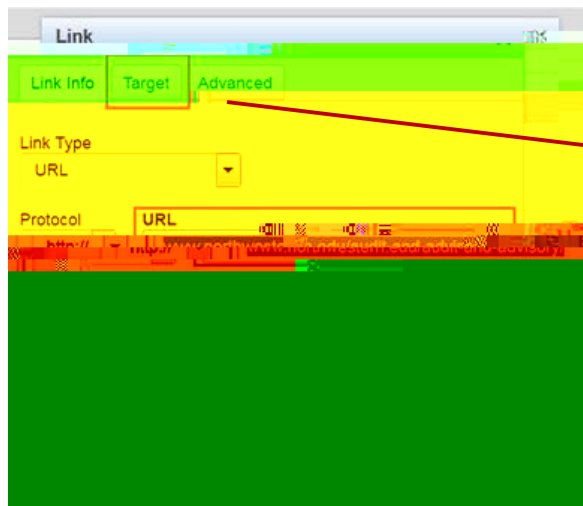 Link
Link Info Target Advanced
Link Type
URL
Protocol URL
http://